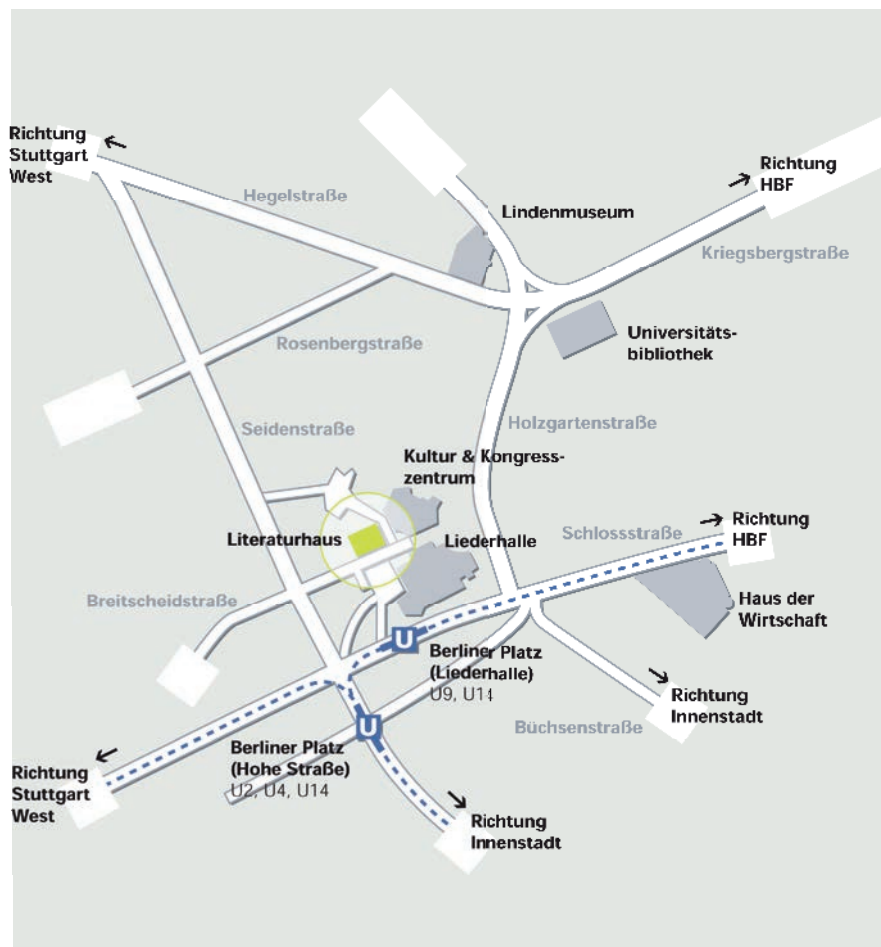 Richtung
Stuttgart
West
Hegelstraße
Lindenmuseum
Richtung
HBF
Kriegsbergstraße
Rosenbergstraße
Universitäts-
bibliothek
Seidenstraße
Holzgartenstraße
Kultur & Kongress-
zentrum
Literaturhaus
Liederhalle
Schlossstraße
Richtung
HBF
Breitscheidstraße
Haus der
Wirtschaft
U
Berliner Platz
(Liederhalle)
U9, U14
U
Büchsenstraße
Richtung
Innenstadt
Berliner Platz
(Hohe Straße)
U2, U4, U14
Richtung
Stuttgart
West
Richtung
Innenstadt